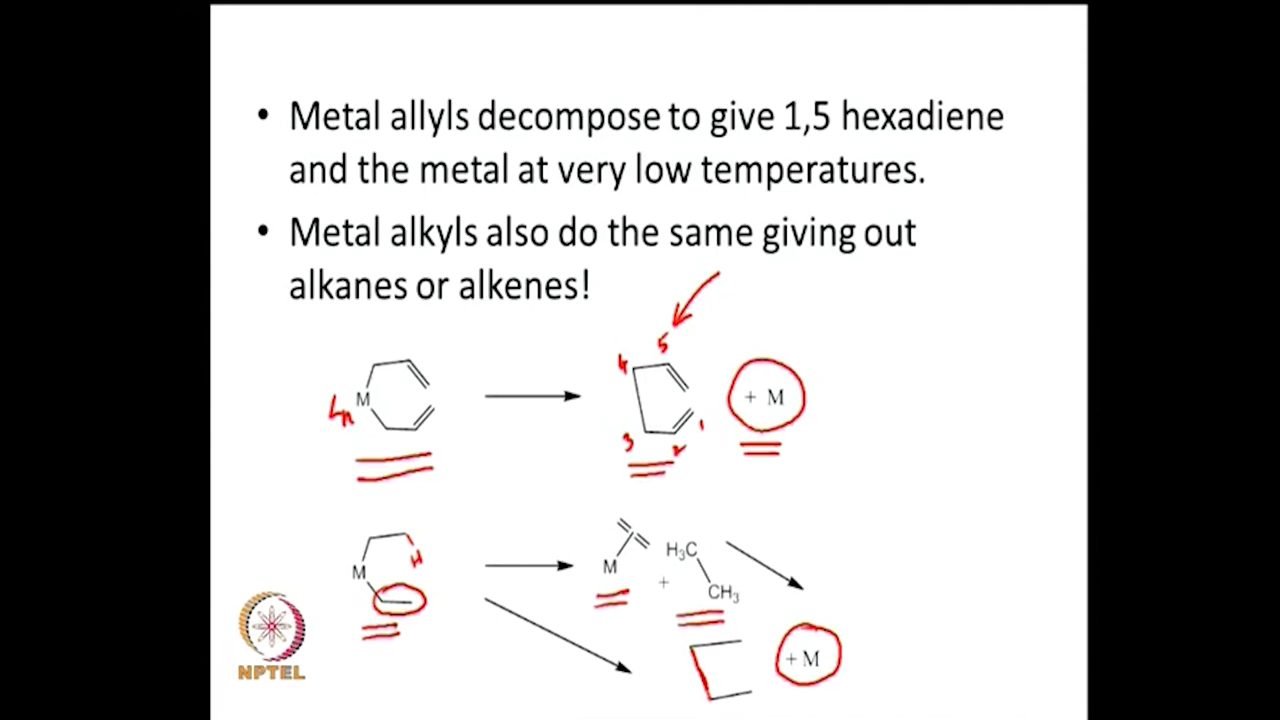 • Metal allyls decompose to give 1,5 hexadiene
and the metal at very low temperatures.
• Metal alkyls also do the same giving out
alkanes or alkenes!
5
4
M
Ln
+ M
3
2
1
H
M
M
+
H₃C
CH₃
+ M
NPTEL